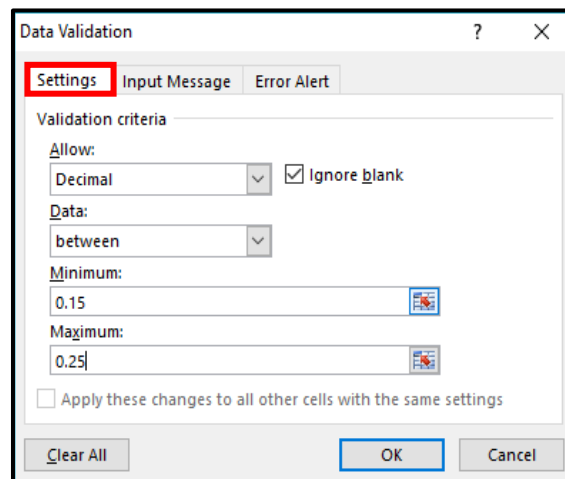 Data Validation ? X
Settings Input Message Error Alert
Validation criteria
Allow:
Decimal Ignore blank
Data:
between
Minimum:
0.15
Maximum:
0.25
Apply these changes to all other cells with the same settings
Clear All OK Cancel